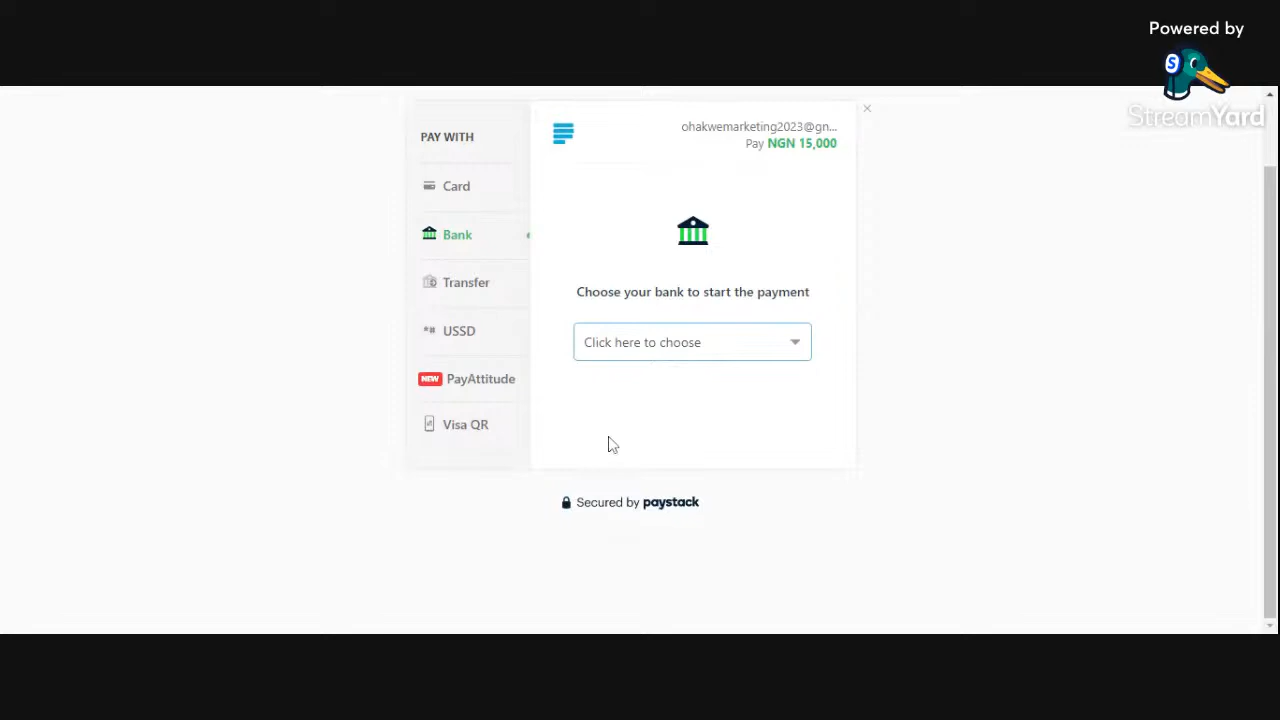 Powered by
S
StreamYard
PAY WITH
Card
Bank
Transfer
USSD
NEW PayAttitude
Visa QR
ohakwemarketing2023@gn...
Pay NGN 15,000
Choose your bank to start the payment
Click here to choose
Secured by paystack